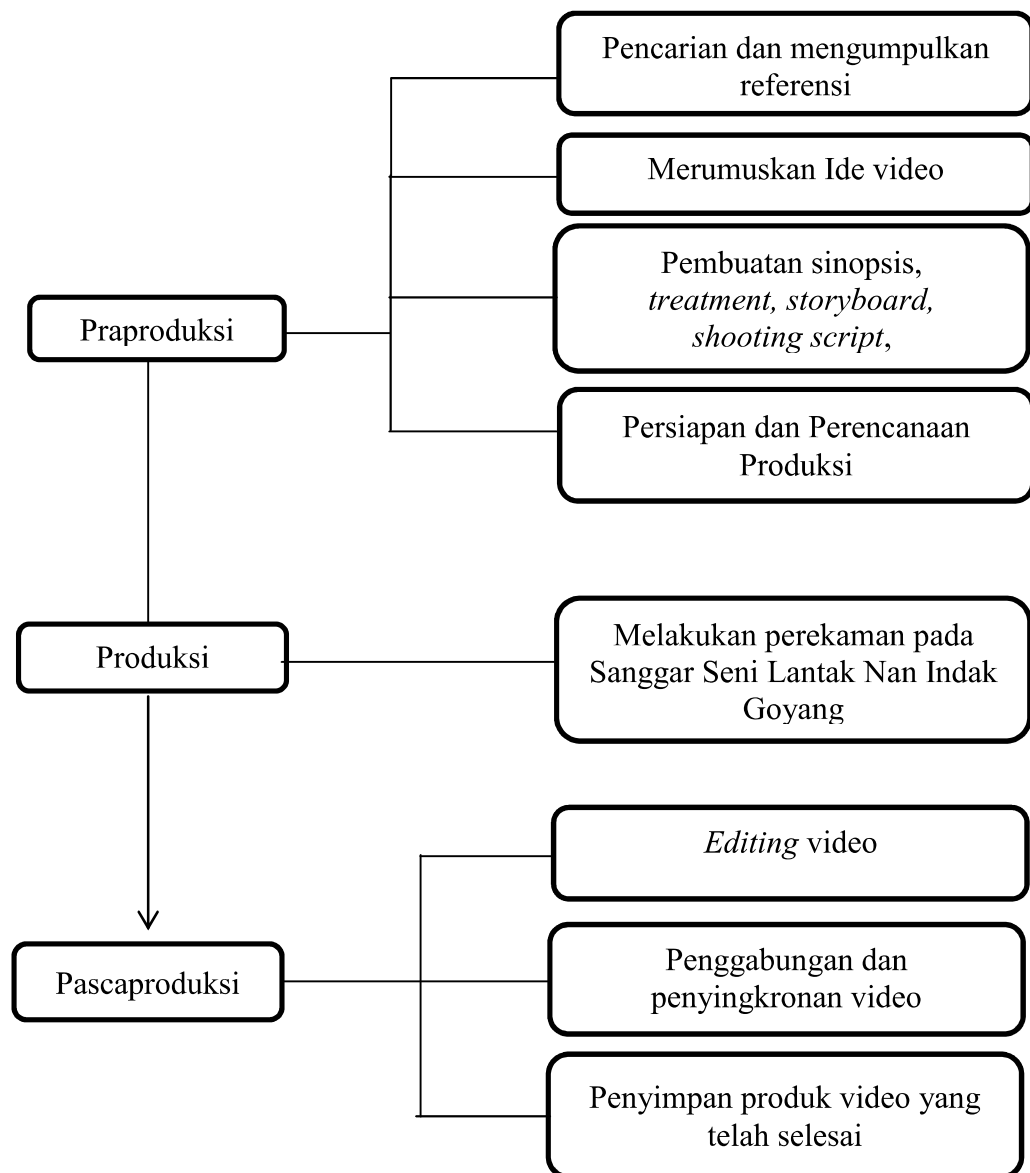 Pencarian dan mengumpulkan
referensi
Merumuskan Ide video
Pembuatan sinopsis,
treatment, storyboard,
shooting script,
Praproduksi
Persiapan dan Perencanaan
Produksi
Produksi
Melakukan perekaman pada
Sanggar Seni Lantak Nan Indak
Goyang
Editing video
Pascaproduksi
Penggabungan dan
penyingkronan video
Penyimpan produk video yang
telah selesai